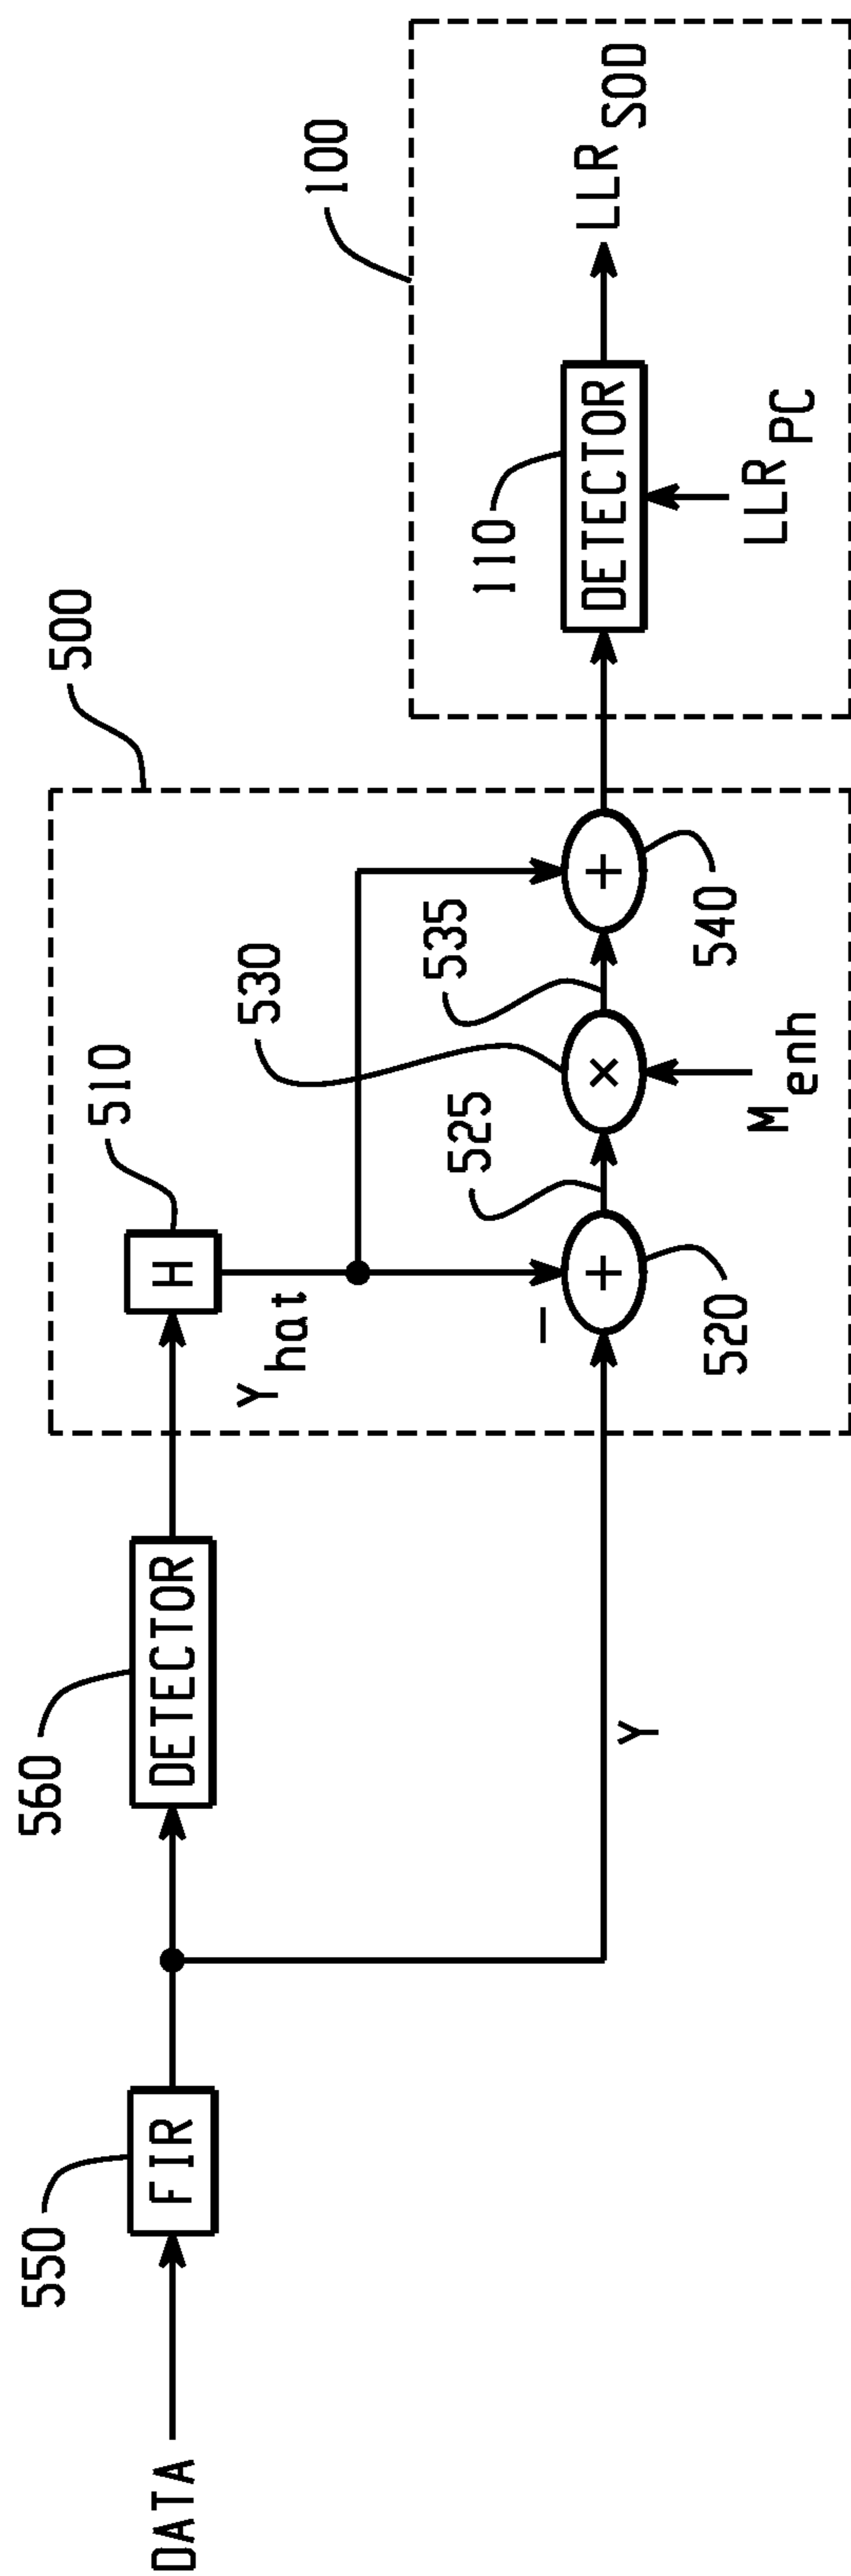 DATA
550
FIR
560
DETECTOR
Y
500
510
H
Y hat
−
+
520
525
530
×
M enh
535
+
540
100
110
DETECTOR
LLR PC
LLR SOD